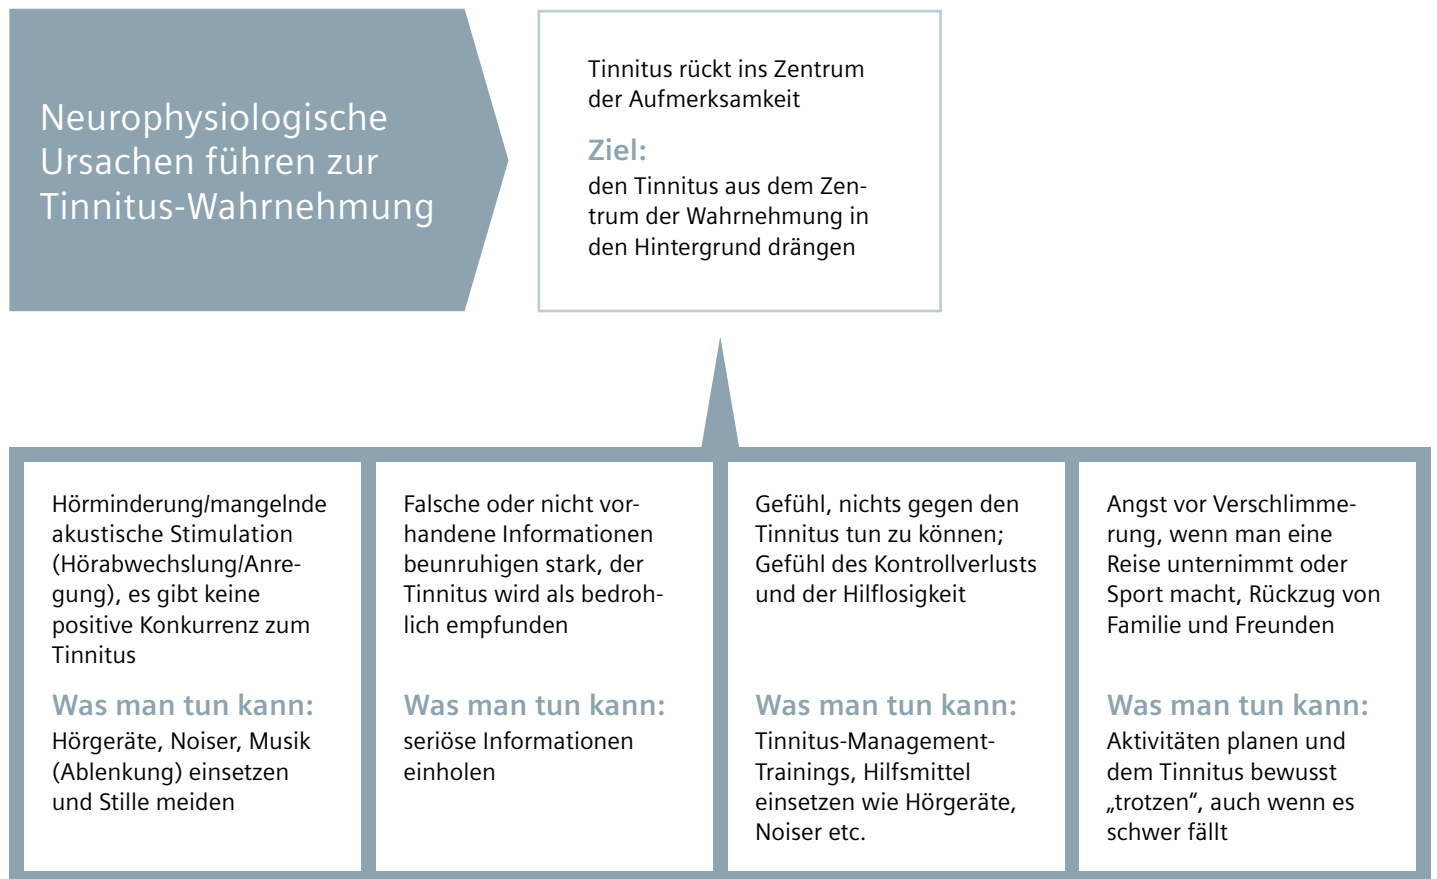 Neurophysiologische
Ursachen führen zur
Tinnitus-Wahrnehmung
Tinnitus rückt ins Zentrum
der Aufmerksamkeit
Ziel:
den Tinnitus aus dem Zen-
trum der Wahrnehmung in
den Hintergrund drängen
Hörminderung/mangelnde
akustische Stimulation
(Hörabwechslung/Anre-
gung), es gibt keine
positive Konkurrenz zum
Tinnitus
Was man tun kann:
Hörgeräte, Noiser, Musik
(Ablenkung) einsetzen
und Stille meiden
Falsche oder nicht vor-
handene Informationen
beunruhigen stark, der
Tinnitus wird als bedroh-
lich empfunden
Was man tun kann:
seriöse Informationen
einholen
Gefühl, nichts gegen den
Tinnitus tun zu können;
Gefühl des Kontrollverlusts
und der Hilflosigkeit
Was man tun kann:
Tinnitus-Management-
Trainings, Hilfsmittel
einsetzen wie Hörgeräte,
Noiser etc.
Angst vor Verschlimme-
rung, wenn man eine
Reise unternimmt oder
Sport macht, Rückzug von
Familie und Freunden
Was man tun kann:
Aktivitäten planen und
dem Tinnitus bewusst
„trotzen“, auch wenn es
schwer fällt